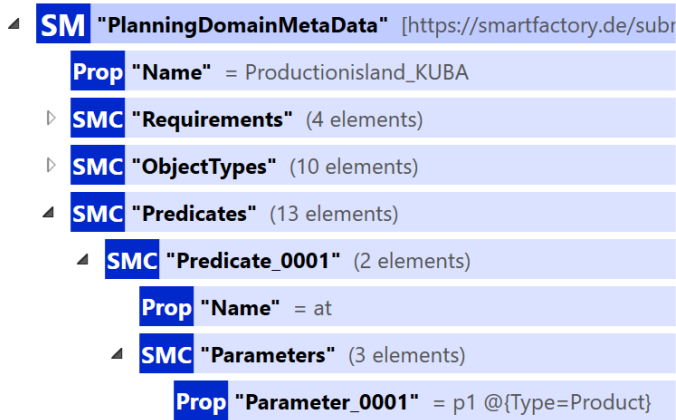 SM "PlanningDomainMetaData" [https://smartfactory.de/subm
Prop "Name" = Productionisland_KUBA
SMC "Requirements" (4 elements)
SMC "ObjectTypes" (10 elements)
SMC "Predicates" (13 elements)
SMC "Predicate_0001" (2 elements)
Prop "Name" = at
SMC "Parameters" (3 elements)
Prop "Parameter_0001" = p1 @{Type=Product}